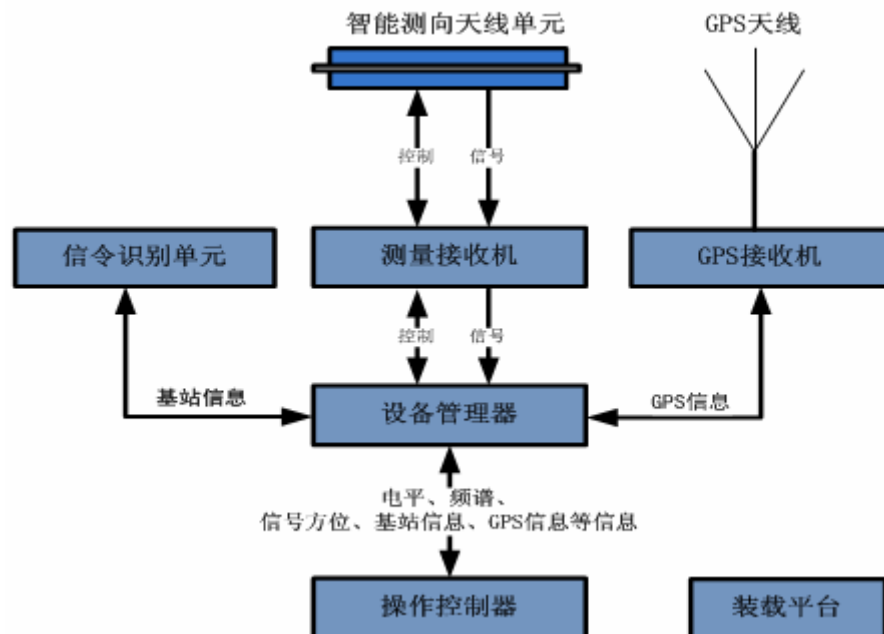 智能测向天线单元
GPS天线
控制
信号
信令识别单元
测量接收机
GPS接收机
控制
信号
基站信息
设备管理器
GPS信息
电平、频谱、
信号方位、基站信息、GPS信息等信息
操作控制器
装载平台